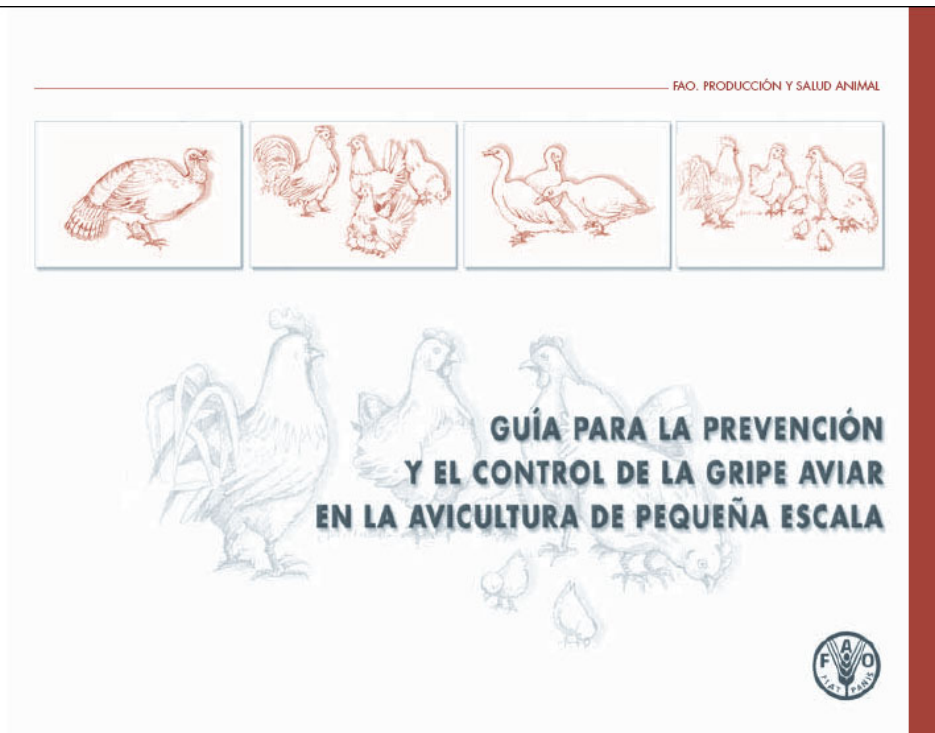 FAO. PRODUCCIÓN Y SALUD ANIMAL
GUÍA PARA LA PREVENCIÓN
Y EL CONTROL DE LA GRIPE AVIAR
EN LA AVICULTURA DE PEQUEÑA ESCALA
F A O
FIAT PANIS